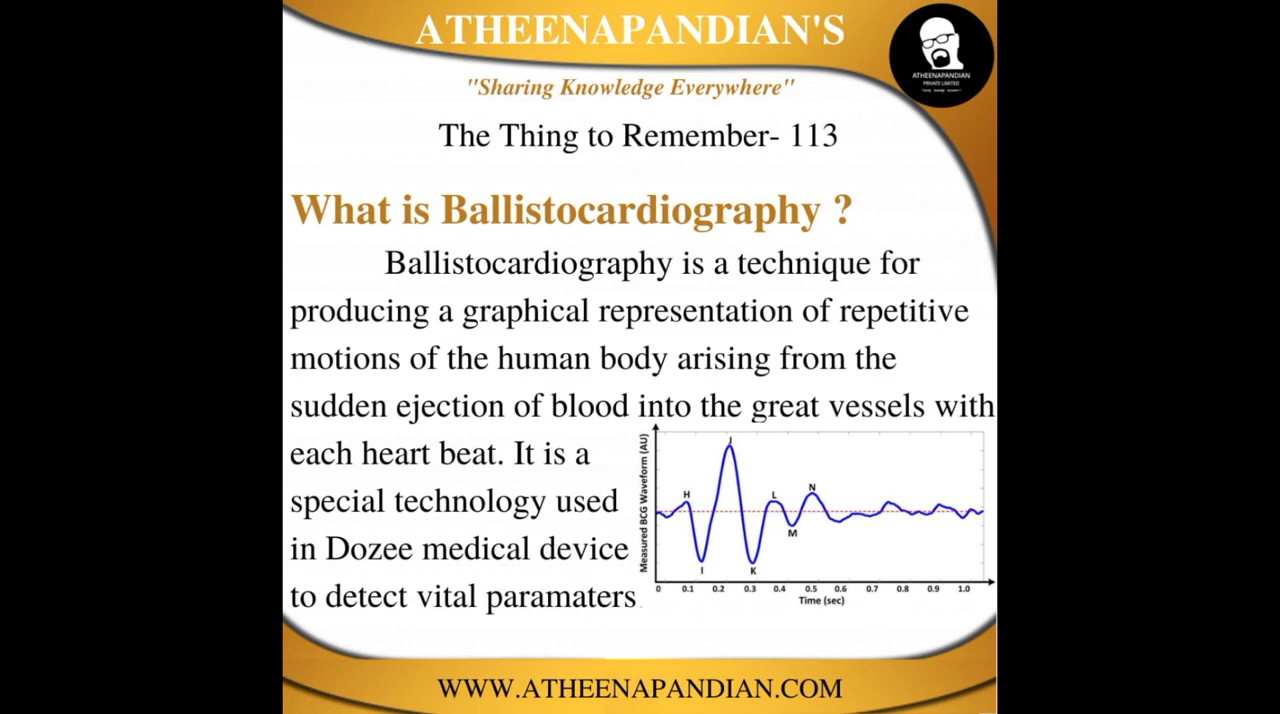 ATHEENAPANDIAN'S
ATHEENAPANDIAN
PRIVATE LIMITED
"Sharing Knowledge Everywhere"
The Thing to Remember- 113
What is Ballistocardiography ?
Ballistocardiography is a technique for
producing a graphical representation of repetitive
motions of the human body arising from the
sudden ejection of blood into the great vessels with
each heart beat. It is a
special technology used
in Dozee medical device
to detect vital paramaters
Measured BCG Waveform (AU)
H
I
J
K
L
M
N
0 0.1 0.2 0.3 0.4 0.5 0.6 0.7 0.8 0.9 1.0
Time (sec)
WWW.ATHEENAPANDIAN.COM